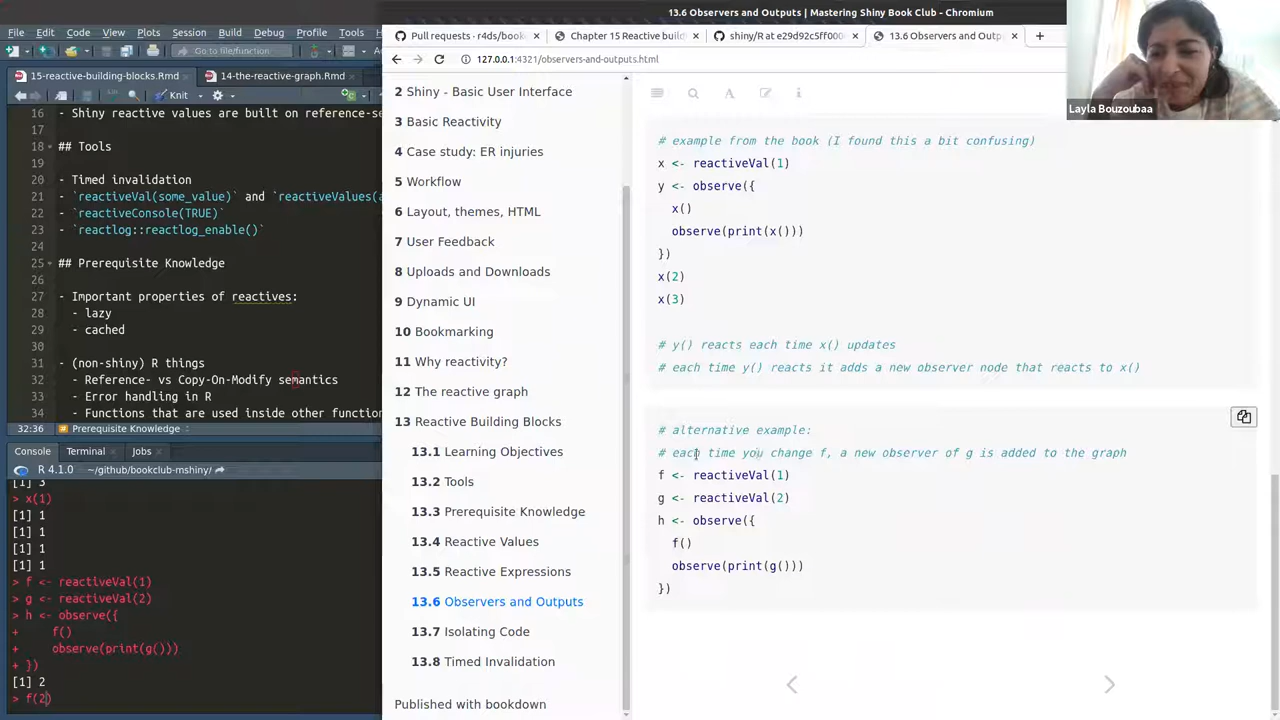 13.6 Observers and Outputs | Mastering Shiny Book Club - Chromium
File Edit Code View Plots Session Build Debug Profile Tools
Go to file/function
15-reactive-building-blocks.Rmd
14-the-reactive-graph.Rmd
Knit
16 - Shiny reactive values are built on reference-se
17
18 ## Tools
19
20 - Timed invalidation
21 - `reactiveVal(some_value)` and `reactiveValues(a
22 - `reactiveConsole(TRUE)`
23 - `reactlog::reactlog_enable()`
24
25 ## Prerequisite Knowledge
26
27 - Important properties of reactives:
28 - lazy
29 - cached
30
31 - (non-shiny) R things
32 - Reference- vs Copy-On-Modify semantics
33 - Error handling in R
34 - Functions that are used inside other function
32:36 Prerequisite Knowledge
Console Terminal Jobs
R 4.1.0 · ~/github/bookclub-mshiny/
[1] 3
> x(1)
[1] 1
[1] 1
[1] 1
[1] 1
> f <- reactiveVal(1)
> g <- reactiveVal(2)
> h <- observe({
+ f()
+ observe(print(g()))
+ })
[1] 2
> f(2)
Pull requests · r4ds/book
Chapter 15 Reactive build
shiny/R at e29d92c5ff000
13.6 Observers and Outp
127.0.0.1:4321/observers-and-outputs.html
2 Shiny - Basic User Interface
3 Basic Reactivity
4 Case study: ER injuries
5 Workflow
6 Layout, themes, HTML
7 User Feedback
8 Uploads and Downloads
9 Dynamic UI
10 Bookmarking
11 Why reactivity?
12 The reactive graph
13 Reactive Building Blocks
13.1 Learning Objectives
13.2 Tools
13.3 Prerequisite Knowledge
13.4 Reactive Values
13.5 Reactive Expressions
13.6 Observers and Outputs
13.7 Isolating Code
13.8 Timed Invalidation
Published with bookdown
# example from the book (I found this a bit confusing)
x <- reactiveVal(1)
y <- observe({
x()
observe(print(x()))
})
x(2)
x(3)
# y() reacts each time x() updates
# each time y() reacts it adds a new observer node that reacts to x()
# alternative example:
# each time you change f, a new observer of g is added to the graph
f <- reactiveVal(1)
g <- reactiveVal(2)
h <- observe({
f()
observe(print(g()))
})
Layla Bouzoubaa